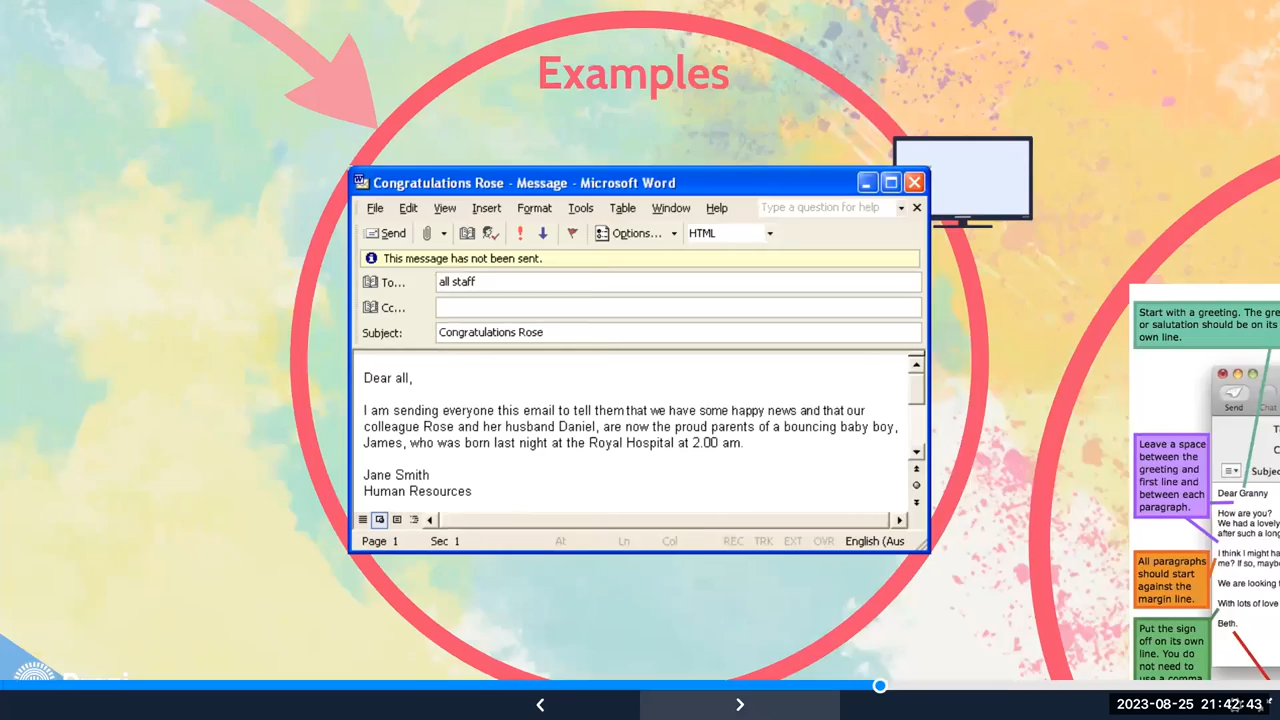 Examples
Congratulations Rose - Message - Microsoft Word
File Edit View Insert Format Tools Table Window Help Type a question for help
Send Options... HTML
This message has not been sent.
To... all staff
Cc...
Subject: Congratulations Rose
Dear all,
I am sending everyone this email to tell them that we have some happy news and that our
colleague Rose and her husband Daniel, are now the proud parents of a bouncing baby boy,
James, who was born last night at the Royal Hospital at 2.00 am.
Jane Smith
Human Resources
Page 1 Sec 1 At Ln Col REC TRK EXT OVR English (Aus
Start with a greeting. The gre
or salutation should be on its
own line.
Send Chat
Subjec
Leave a space
between the
greeting and
first line and
between each
paragraph.
Dear Granny
How are you?
We had a lovely
after such a long
I think I might ha
me? If so, maybe
All paragraphs
should start
against the
margin line.
We are looking f
With lots of love
Beth.
Put the sign
off on its own
line. You do
not need to
use a comma
2023-08-25 21:42:43